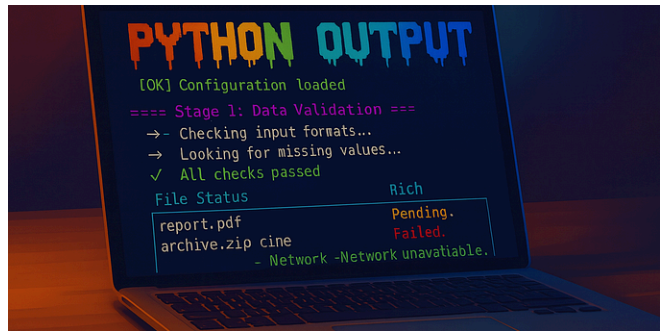 PYTHON OUTPUT
[OK] Configuration loaded
==== Stage 1: Data Validation ===
→- Checking input formats...
→ Looking for missing values...
✓ All checks passed
File Status Rich
report.pdf Pending.
archive.zip cine Failed.
- Network -Network unavatiable.